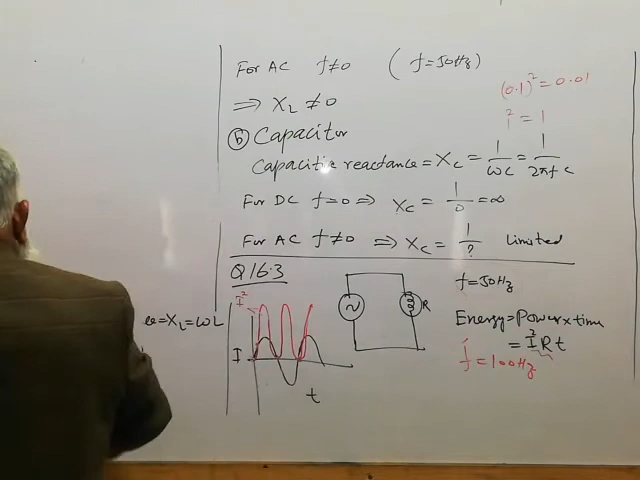 For AC f≠0 (f=50Hz)
(0.1)² = 0.01
⇒ X_L ≠ 0
1² = 1
ⓑ Capacitor
Capacitive reactance = X_C = 1/ωC = 1/2πfC
For DC f=0 ⇒ X_C = 1/0 = ∞
For AC f≠0 ⇒ X_C = 1/? Limited
Q 16.3
f=50Hz
I²
R
Energy = Power × time
= I²Rt
e = X_L = ωL
I
f = 100Hz
t